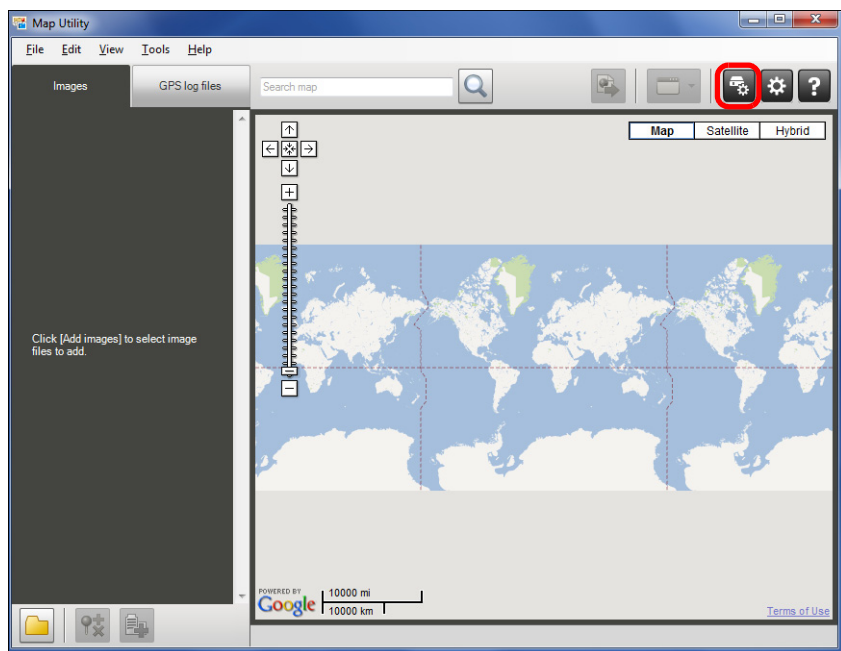 Map Utility
File Edit View Tools Help
Images GPS log files Search map ?
Map Satellite Hybrid
Click [Add images] to select image
files to add.
POWERED BY
Google
10000 mi
10000 km
Terms of Use